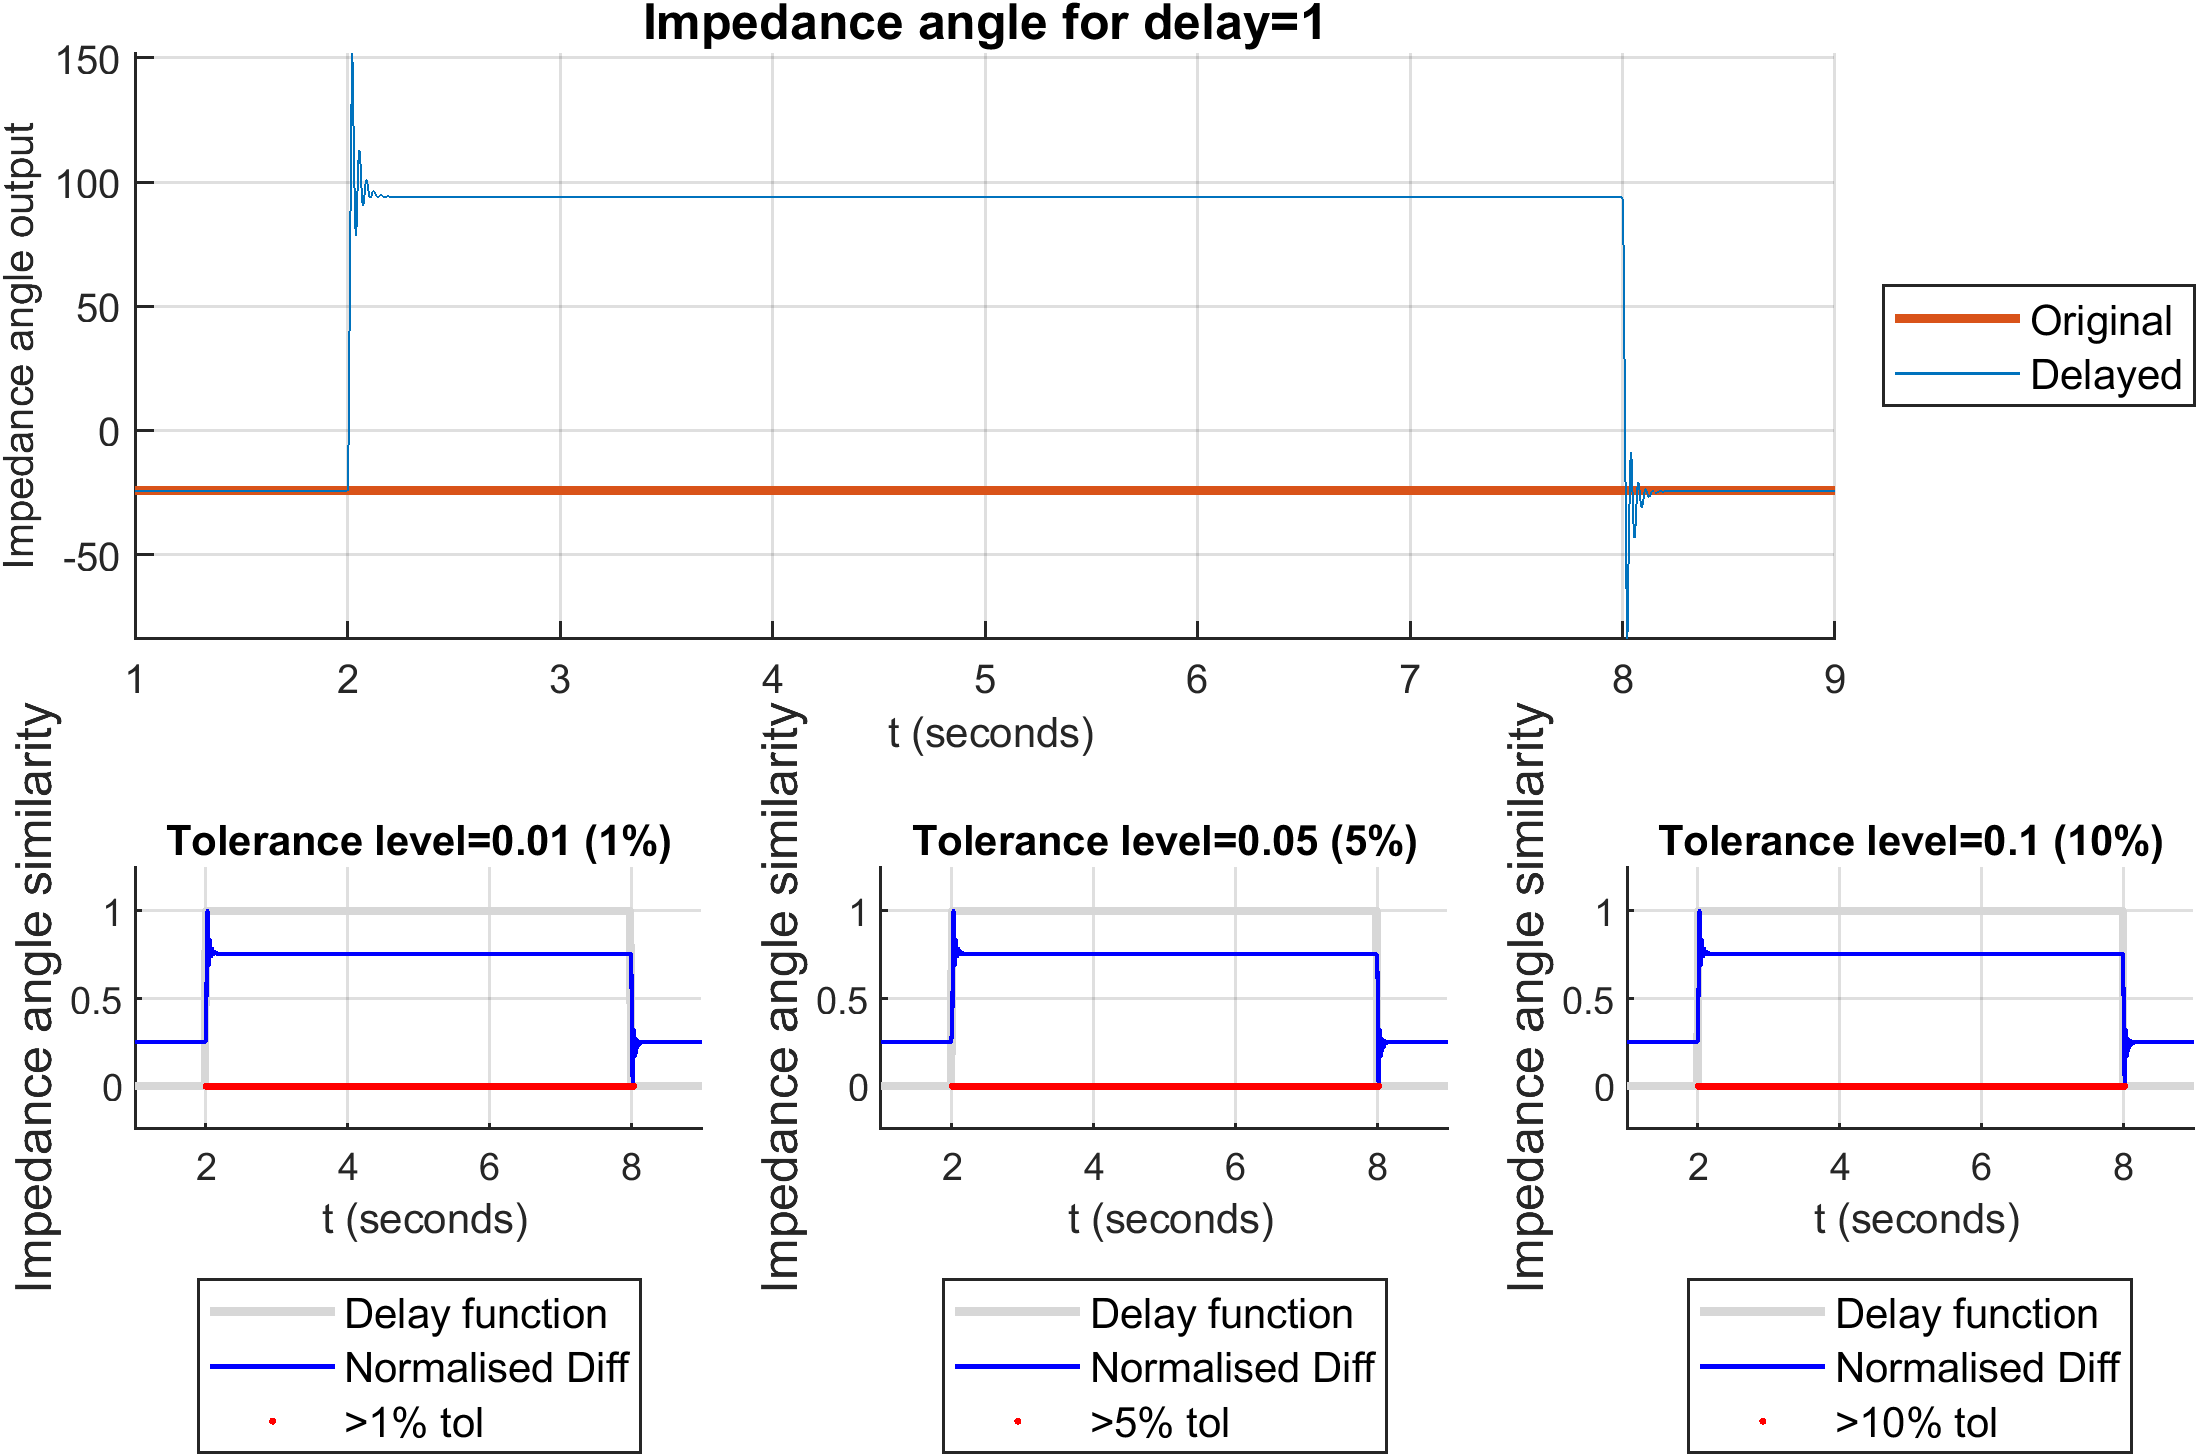 Impedance angle for delay=1
Impedance angle output
150
100
50
0
-50
1 2 3 4 5 6 7 8 9
t (seconds)
Original
Delayed
Impedance angle similarity
Tolerance level=0.01 (1%)
1
0.5
0
2 4 6 8
t (seconds)
Delay function
Normalised Diff
>1% tol
Impedance angle similarity
Tolerance level=0.05 (5%)
1
0.5
0
2 4 6 8
t (seconds)
Delay function
Normalised Diff
>5% tol
Impedance angle similarity
Tolerance level=0.1 (10%)
1
0.5
0
2 4 6 8
t (seconds)
Delay function
Normalised Diff
>10% tol